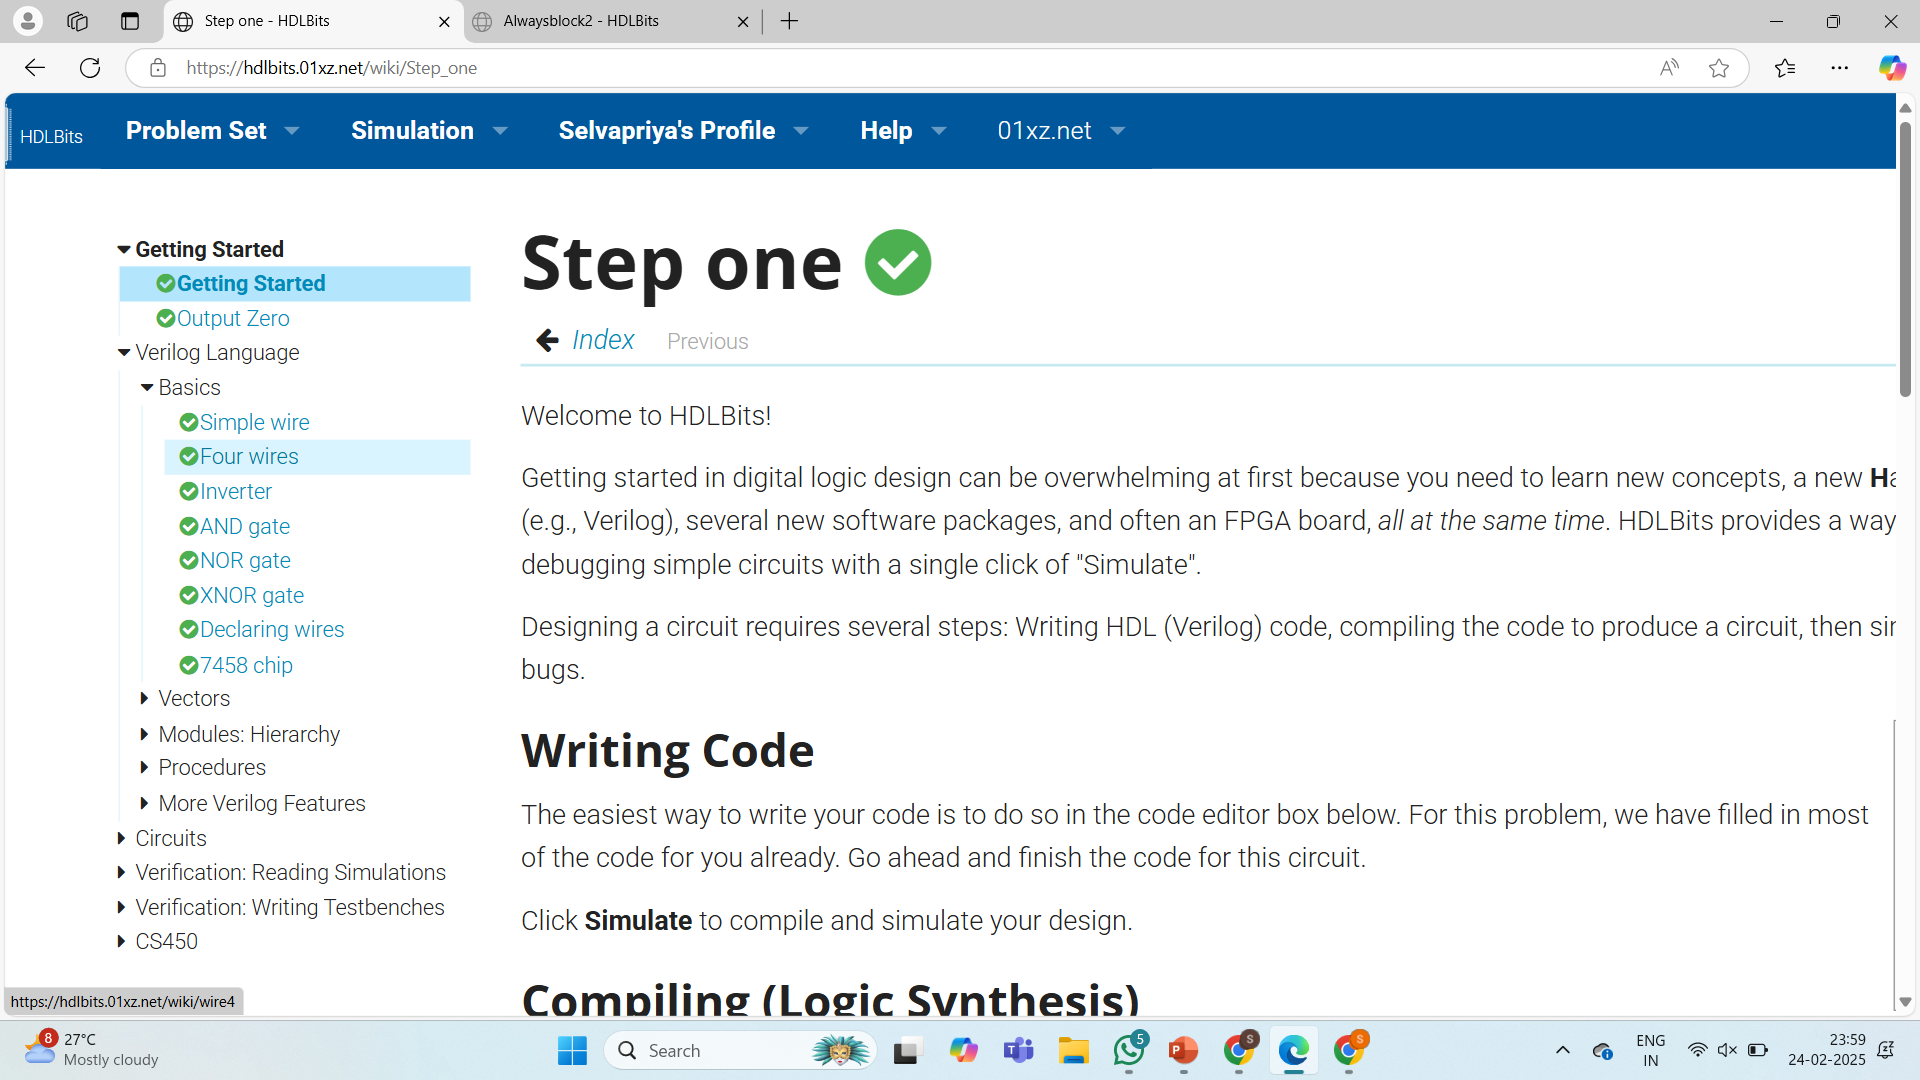 Step one - HDLBits
Alwaysblock2 - HDLBits
https://hdlbits.01xz.net/wiki/Step_one
HDLBits
Problem Set
Simulation
Selvapriya's Profile
Help
01xz.net
Getting Started
Getting Started
Output Zero
Verilog Language
Basics
Simple wire
Four wires
Inverter
AND gate
NOR gate
XNOR gate
Declaring wires
7458 chip
Vectors
Modules: Hierarchy
Procedures
More Verilog Features
Circuits
Verification: Reading Simulations
Verification: Writing Testbenches
CS450
Step one
Index Previous
Welcome to HDLBits!
Getting started in digital logic design can be overwhelming at first because you need to learn new concepts, a new Ha
(e.g., Verilog), several new software packages, and often an FPGA board, all at the same time. HDLBits provides a way
debugging simple circuits with a single click of "Simulate".
Designing a circuit requires several steps: Writing HDL (Verilog) code, compiling the code to produce a circuit, then sir
bugs.
Writing Code
The easiest way to write your code is to do so in the code editor box below. For this problem, we have filled in most
of the code for you already. Go ahead and finish the code for this circuit.
Click Simulate to compile and simulate your design.
Compiling (Logic Synthesis)
https://hdlbits.01xz.net/wiki/wire4
8
27°C
Mostly cloudy
Search
5
S
S
ENG
IN
23:59
24-02-2025